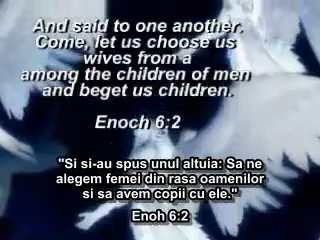 And said to one another.
Come, let us choose us
wives from a
among the children of men
and beget us children.
Enoch 6:2
"Si si-au spus unul altuia: Sa ne
alegem femei din rasa oamenilor
si sa avem copii cu ele."
Enoh 6:2